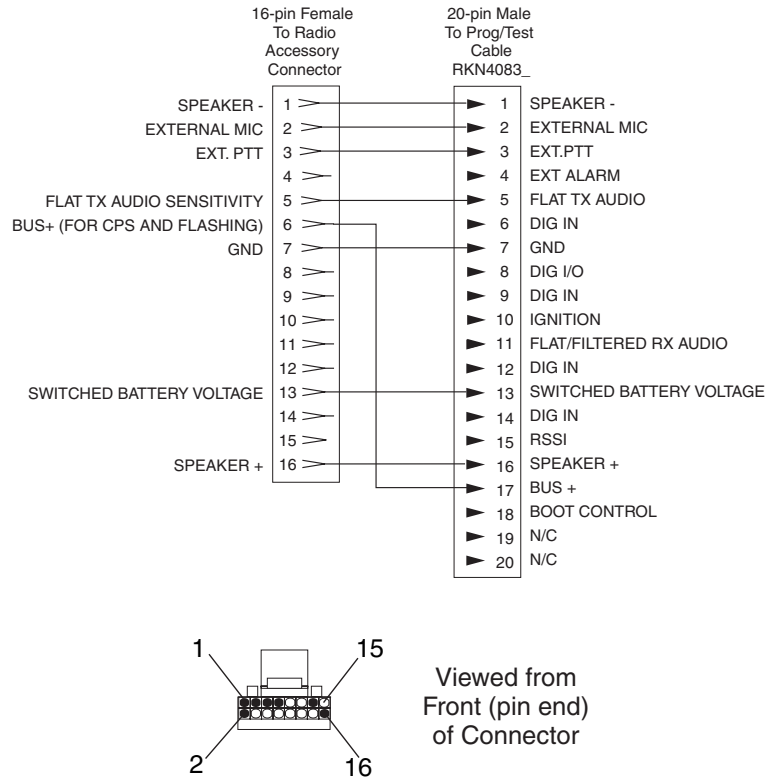 16-pin Female
To Radio
Accessory
Connector
20-pin Male
To Prog/Test
Cable
RKN4083_
SPEAKER - 1 1 SPEAKER -
EXTERNAL MIC 2 2 EXTERNAL MIC
EXT. PTT 3 3 EXT.PTT
4 4 EXT ALARM
FLAT TX AUDIO SENSITIVITY 5 5 FLAT TX AUDIO
BUS+ (FOR CPS AND FLASHING) 6 6 DIG IN
GND 7 7 GND
8 8 DIG I/O
9 9 DIG IN
10 10 IGNITION
11 11 FLAT/FILTERED RX AUDIO
12 12 DIG IN
SWITCHED BATTERY VOLTAGE 13 13 SWITCHED BATTERY VOLTAGE
14 14 DIG IN
15 15 RSSI
SPEAKER + 16 16 SPEAKER +
17 BUS +
18 BOOT CONTROL
19 N/C
20 N/C
1 15
2 16
Viewed from
Front (pin end)
of Connector